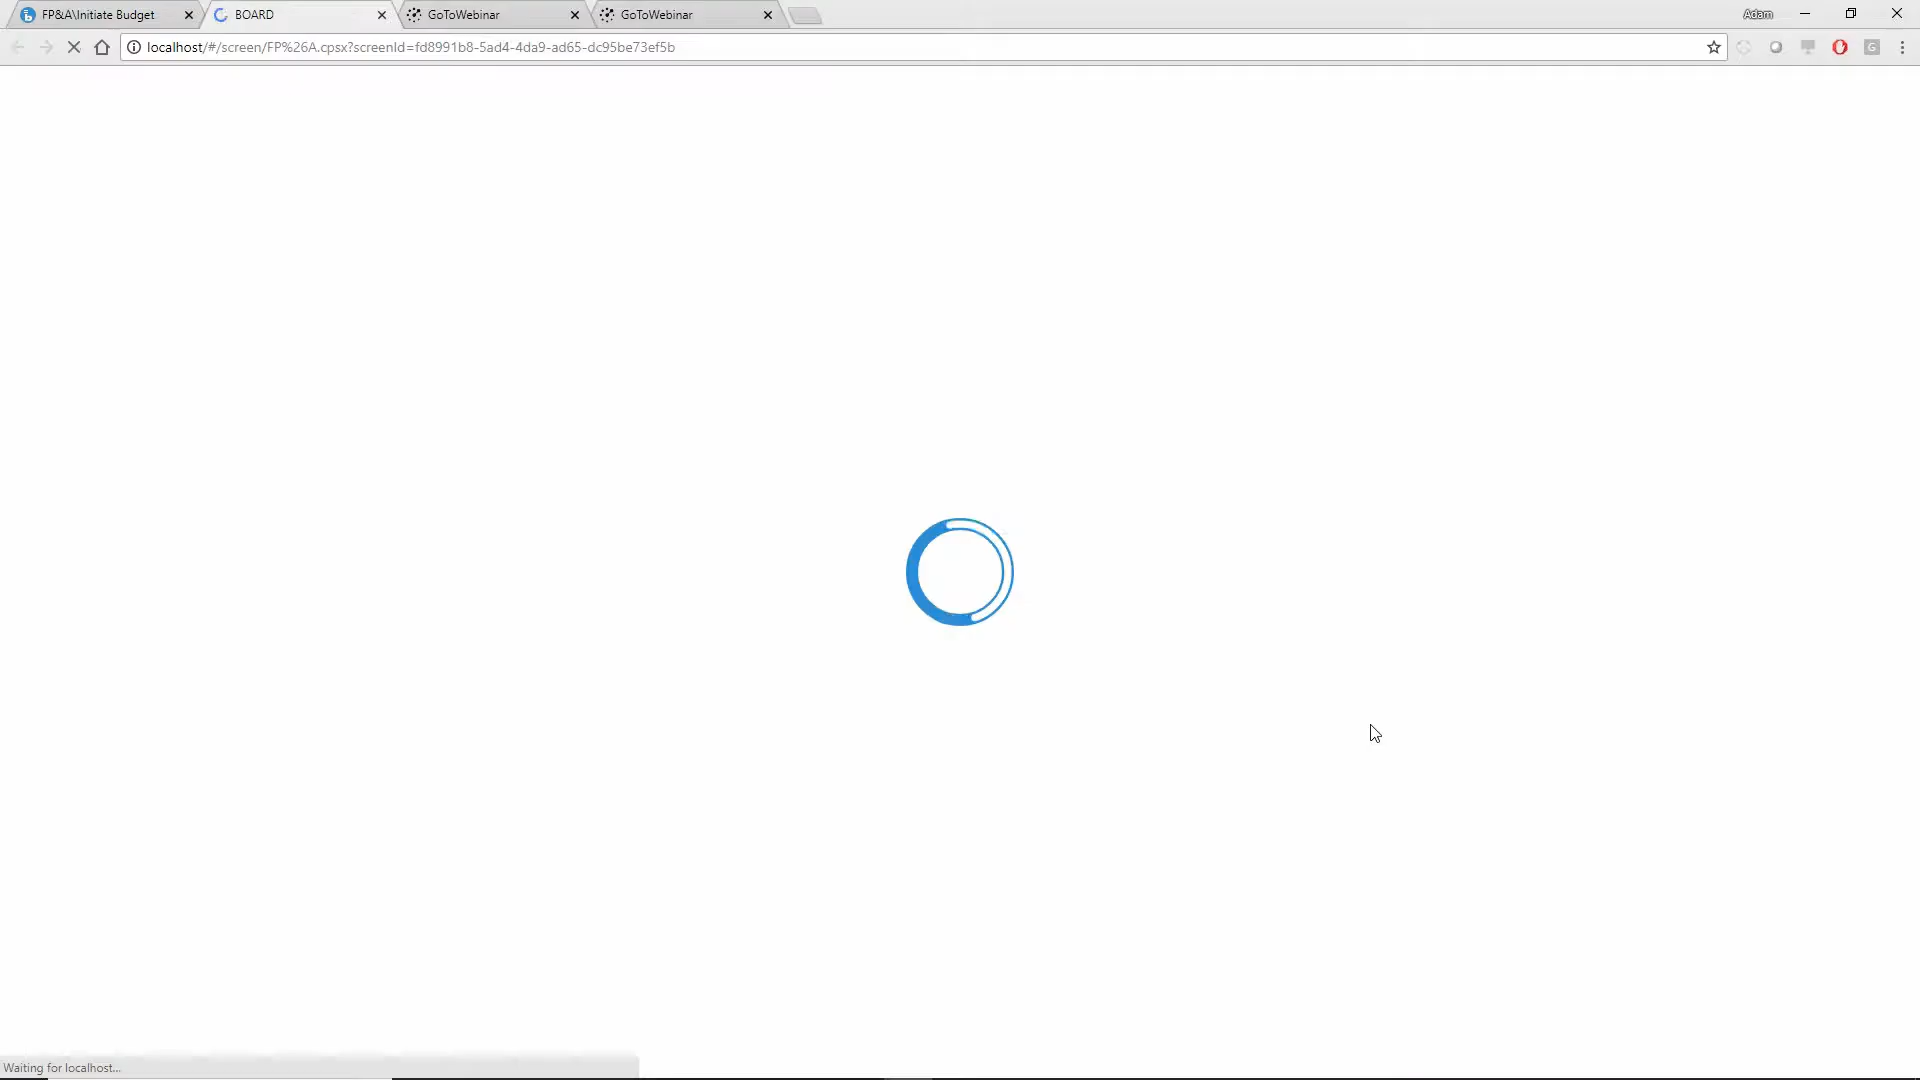 FP&A\Initiate Budget
BOARD
GoToWebinar
GoToWebinar
Adam
localhost/#/screen/FP%26A.cpsx?screenId=fd8991b8-5ad4-4da9-ad65-dc95be73ef5b
G
Waiting for localhost...